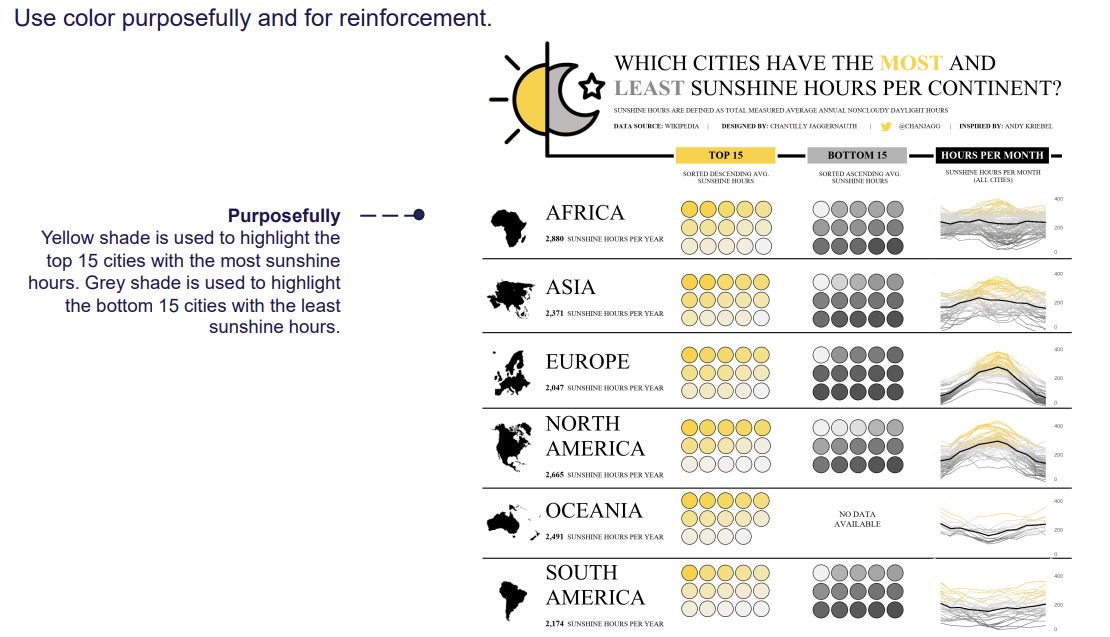 Use color purposefully and for reinforcement.
WHICH CITIES HAVE THE MOST AND
LEAST SUNSHINE HOURS PER CONTINENT?
SUNSHINE HOURS ARE DEFINED AS TOTAL MEASURED AVERAGE ANNUAL NONCLOUDY DAYLIGHT HOURS
DATA SOURCE: WIKIPEDIA | DESIGNED BY: CHANTILLY JAGGERNAUTH | @CHANJAGG | INSPIRED BY: ANDY KRIEBEL
TOP 15 BOTTOM 15 HOURS PER MONTH
SORTED DESCENDING AVG.
SUNSHINE HOURS
SORTED ASCENDING AVG.
SUNSHINE HOURS
SUNSHINE HOURS PER MONTH
(ALL CITIES)
Purposefully
Yellow shade is used to highlight the
top 15 cities with the most sunshine
hours. Grey shade is used to highlight
the bottom 15 cities with the least
sunshine hours.
AFRICA
2,880 SUNSHINE HOURS PER YEAR
400
200
0
ASIA
2,371 SUNSHINE HOURS PER YEAR
400
200
0
EUROPE
2,047 SUNSHINE HOURS PER YEAR
400
200
0
NORTH
AMERICA
2,665 SUNSHINE HOURS PER YEAR
400
200
0
OCEANIA
2,491 SUNSHINE HOURS PER YEAR
NO DATA
AVAILABLE
400
200
0
SOUTH
AMERICA
2,174 SUNSHINE HOURS PER YEAR
400
200
0